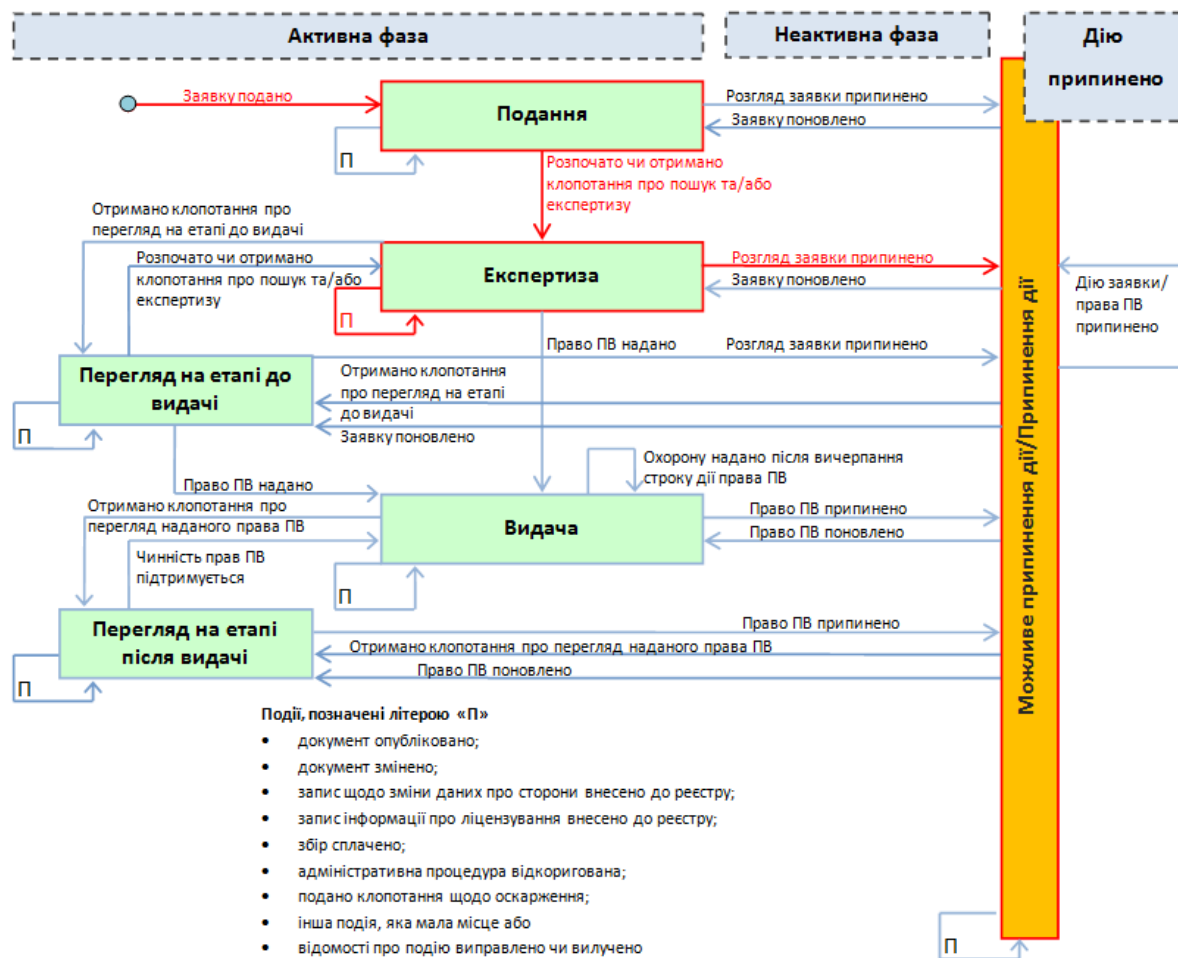 Активна фаза
Неактивна фаза
Дію
припинено
Заявку подано
Подання
Розгляд заявки припинено
Заявку поновлено
П
Розпочато чи отримано
клопотання про пошук та/або
експертизу
Отримано клопотання про
перегляд на етапі до видачі
Розпочато чи отримано
клопотання про пошук та/або
експертизу
Експертиза
Розгляд заявки припинено
Заявку поновлено
П
Дію заявки/
права ПВ
припинено
Право ПВ надано
Розгляд заявки припинено
Перегляд на етапі до
видачі
Отримано клопотання
про перегляд на етапі
до видачі
Заявку поновлено
П
Можливе припинення дії/Припинення дії
Охорону надано після вичерпання
строку дії права ПВ
Право ПВ надано
Отримано клопотання про
перегляд наданого права ПВ
Видача
Право ПВ припинено
Право ПВ поновлено
Чинність прав ПВ
підтримується
П
Перегляд на етапі
після видачі
Право ПВ припинено
Отримано клопотання про перегляд наданого права ПВ
Право ПВ поновлено
П
Події, позначені літерою «П»
• документ опубліковано;
• документ змінено;
• запис щодо зміни даних про сторони внесено до реєстру;
• запис інформації про ліцензування внесено до реєстру;
• збір сплачено;
• адміністративна процедура відкоригована;
• подано клопотання щодо оскарження;
• інша подія, яка мала місце або
• відомості про подію виправлено чи вилучено
П